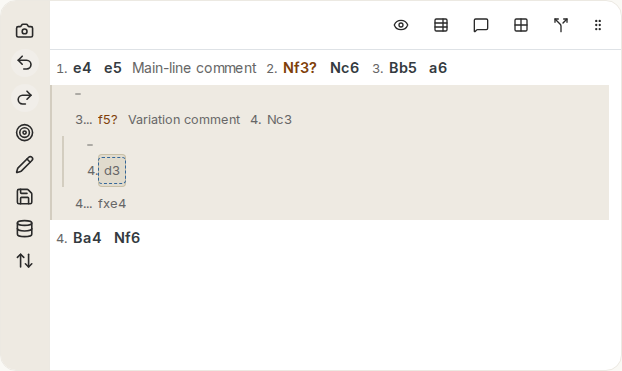 1. e4 e5 Main-line comment 2. Nf3? Nc6 3. Bb5 a6
3... f5? Variation comment 4. Nc3
4. d3
4... fxe4
4. Ba4 Nf6